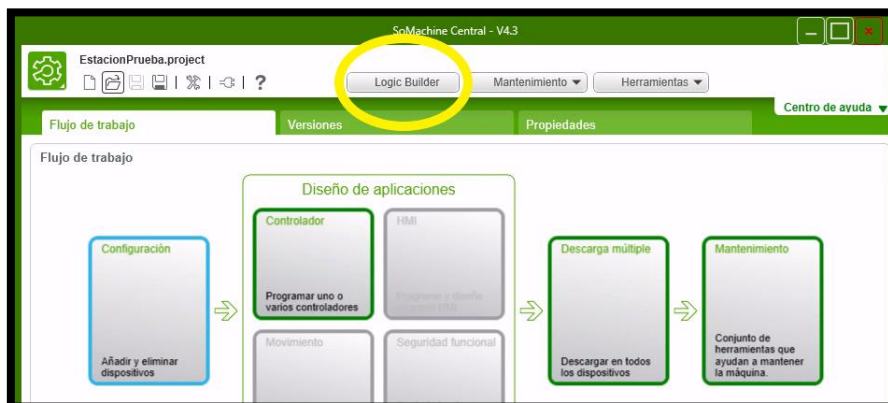 SoMachine Central - V4.3
EstacionPrueba.project
?
Logic Builder
Mantenimiento
Herramientas
Centro de ayuda
Flujo de trabajo
Versiones
Propiedades
Flujo de trabajo
Diseño de aplicaciones
Configuración
Añadir y eliminar
dispositivos
Controlador
Programar uno o
varios controladores
HMI
Movimiento
Seguridad funcional
Descarga múltiple
Descargar en todos
los dispositivos
Mantenimiento
Conjunto de
herramientas que
ayudan a mantener
la máquina.